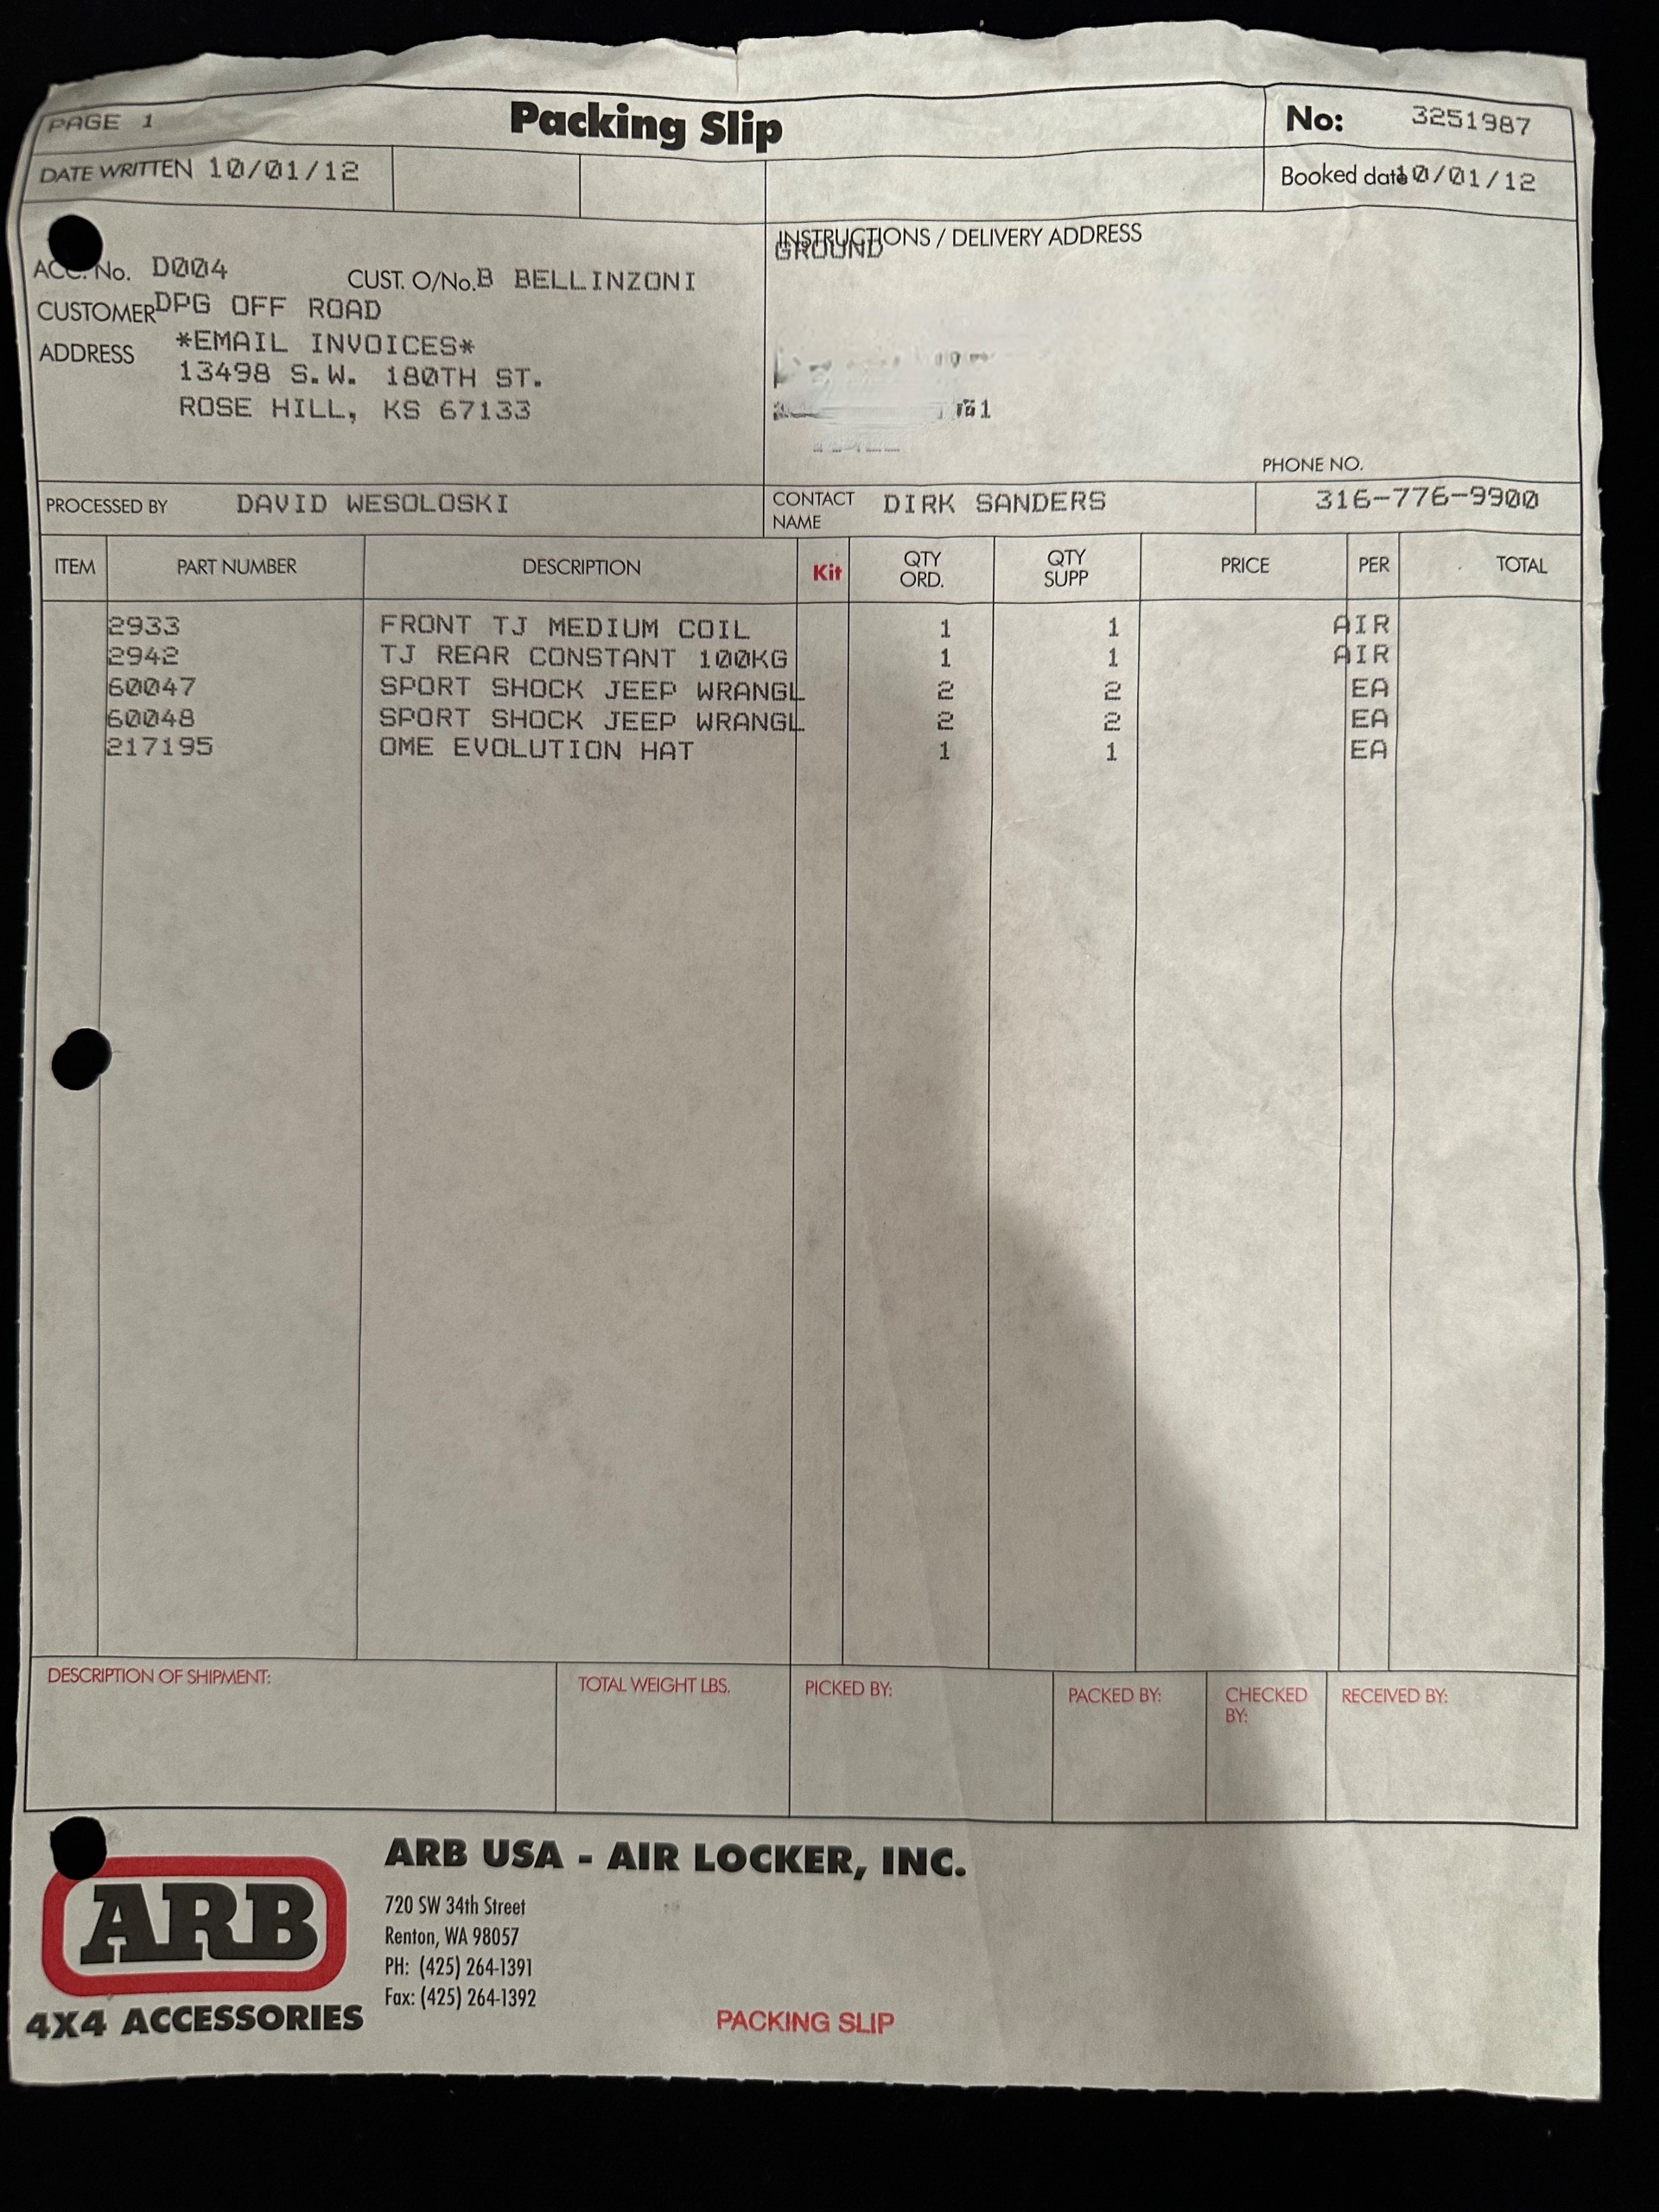 PAGE 1
Packing Slip
No: 3251987
DATE WRITTEN 10/01/12
Booked date 10/01/12
INSTRUCTIONS / DELIVERY ADDRESS
GROUND
ACC. No. D004 CUST. O/No. B BELLINZONI
CUSTOMER DPG OFF ROAD
ADDRESS *EMAIL INVOICES*
13498 S.W. 180TH ST.
ROSE HILL, KS 67133
PHONE NO.
PROCESSED BY DAVID WESOLOSKI
CONTACT NAME DIRK SANDERS
316-776-9900
ITEM PART NUMBER DESCRIPTION Kit QTY ORD. QTY SUPP PRICE PER TOTAL
2933 FRONT TJ MEDIUM COIL 1 1 AIR
2942 TJ REAR CONSTANT 100KG 1 1 AIR
60047 SPORT SHOCK JEEP WRANGL 2 2 EA
60048 SPORT SHOCK JEEP WRANGL 2 2 EA
217195 OME EVOLUTION HAT 1 1 EA
DESCRIPTION OF SHIPMENT: TOTAL WEIGHT LBS. PICKED BY: PACKED BY: CHECKED BY: RECEIVED BY:
ARB
4X4 ACCESSORIES
ARB USA - AIR LOCKER, INC.
720 SW 34th Street
Renton, WA 98057
PH: (425) 264-1391
Fax: (425) 264-1392
PACKING SLIP